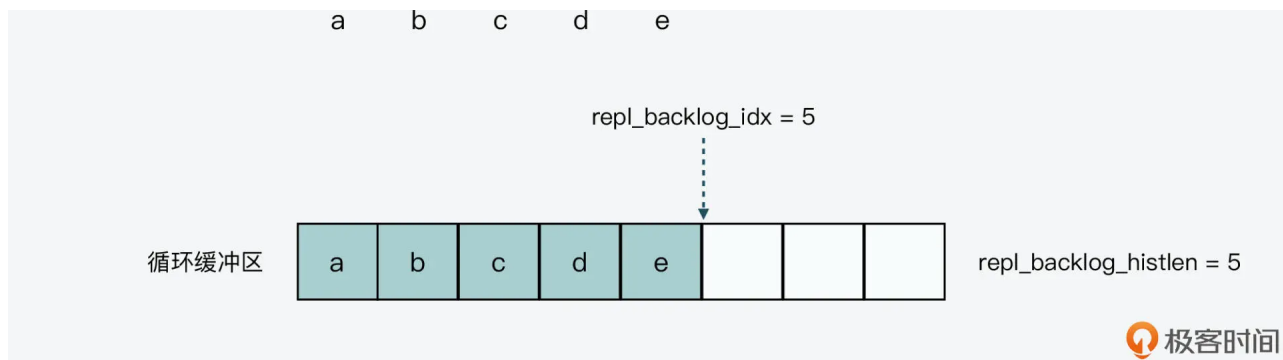 a b c d e
repl_backlog_idx = 5
循环缓冲区 a b c d e repl_backlog_histlen = 5
极客时间